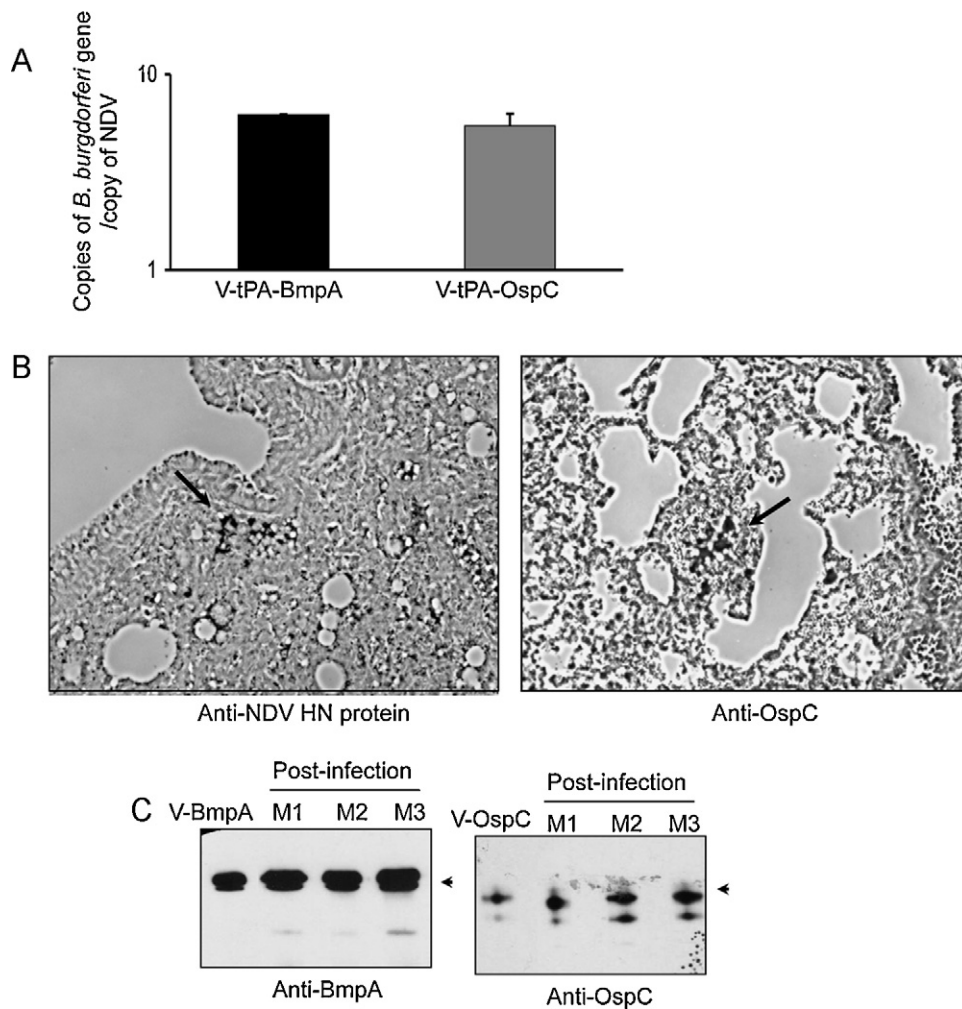 A
Copies of B. burgdorferi gene
/copy of NDV
10
1
V-tPA-BmpA
V-tPA-OspC
B
Anti-NDV HN protein
Anti-OspC
C
Post-infection
V-BmpA
M1
M2
M3
Anti-BmpA
Post-infection
V-OspC
M1
M2
M3
Anti-OspC